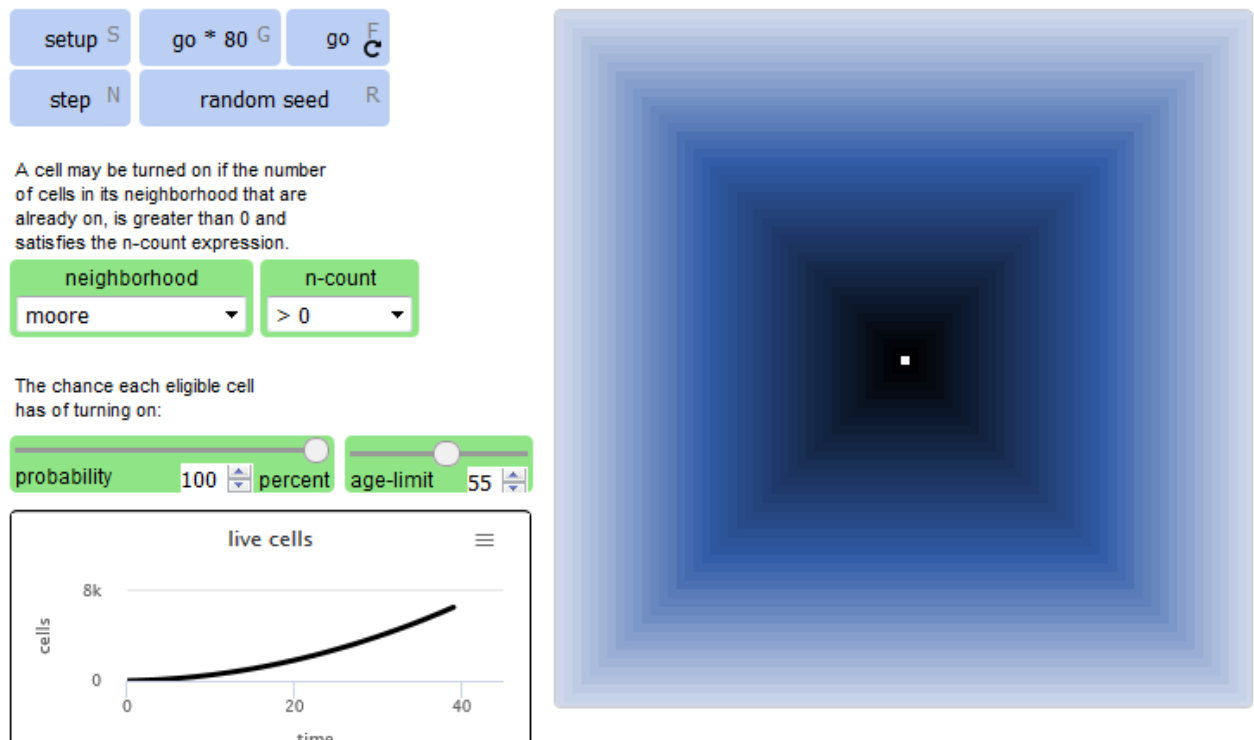 setup S
go * 80 G
go F
step N
random seed R
A cell may be turned on if the number
of cells in its neighborhood that are
already on, is greater than 0 and
satisfies the n-count expression.
neighborhood
moore
n-count
> 0
The chance each eligible cell
has of turning on:
probability 100 percent
age-limit 55
live cells
8k
cells
0
0 20 40
time